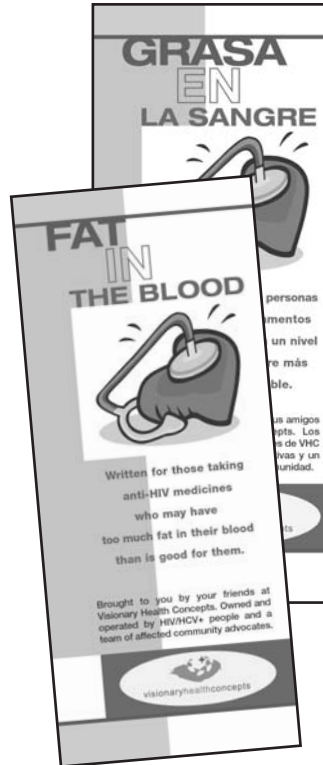 GRASA
EN
LA SANGRE
personas
un nivel
re más
ble.
us amigos
epts. Los
es de VHC
ivas y un
unidad.
FAT
IN
THE BLOOD
Written for those taking
anti-HIV medicines
who may have
too much fat in their blood
than is good for them.
Brought to you by your friends at
Visionary Health Concepts. Owned and
operated by HIV/HCV+ people and a
team of affected community advocates.
visionaryhealthconcepts